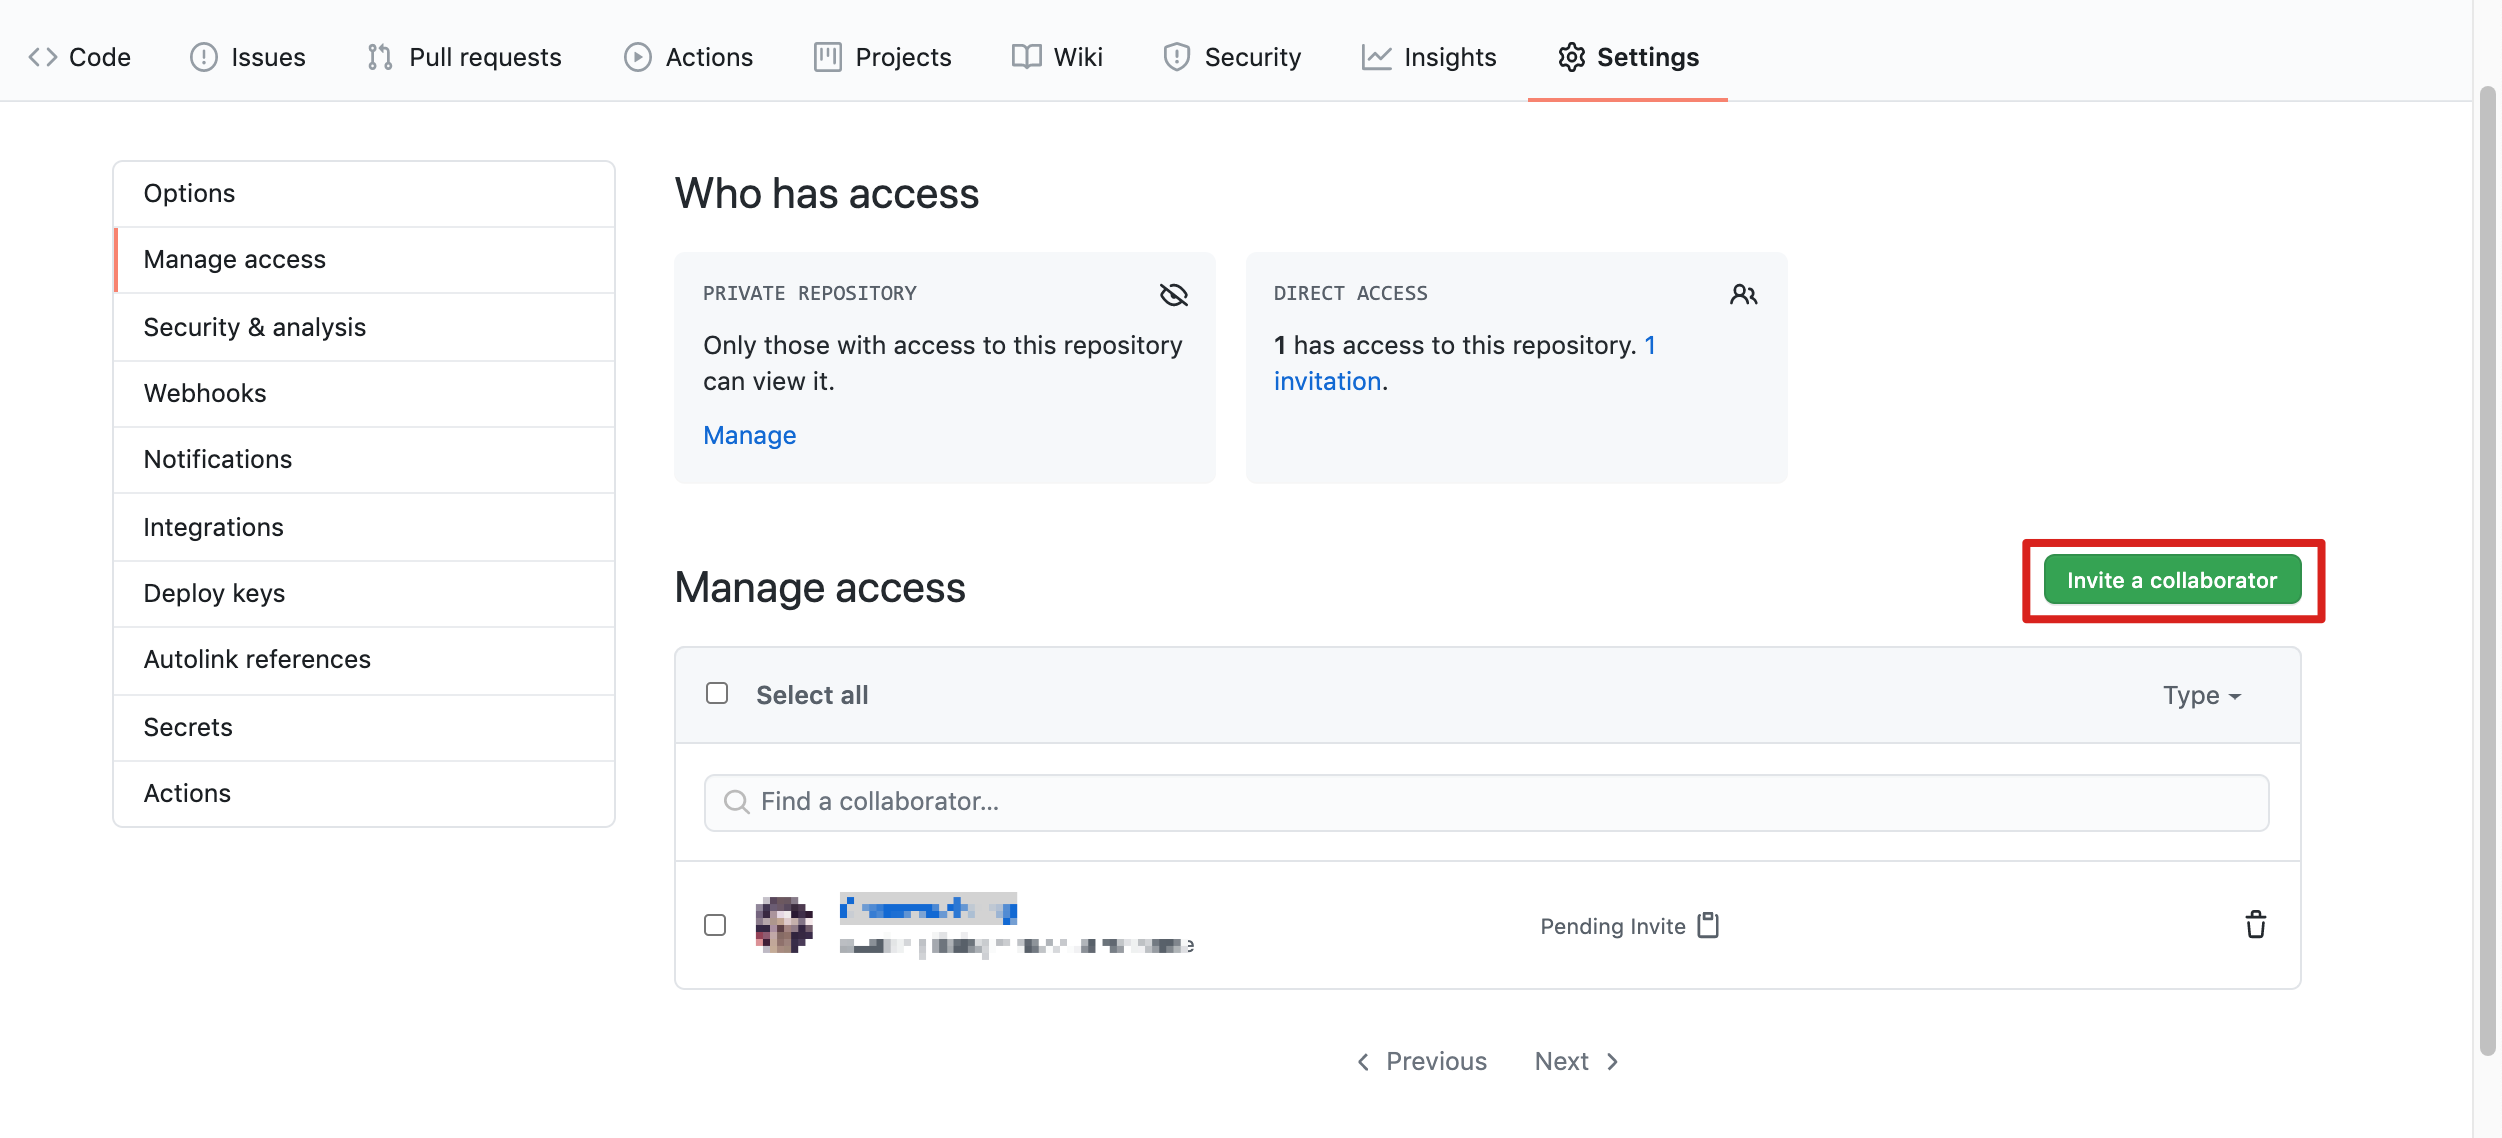 Code Issues Pull requests Actions Projects Wiki Security Insights Settings
Options
Manage access
Security & analysis
Webhooks
Notifications
Integrations
Deploy keys
Autolink references
Secrets
Actions
Who has access
PRIVATE REPOSITORY
Only those with access to this repository
can view it.
Manage
DIRECT ACCESS
1 has access to this repository. 1
invitation.
Manage access
Invite a collaborator
Select all
Type
Find a collaborator...
Pending Invite
Previous Next